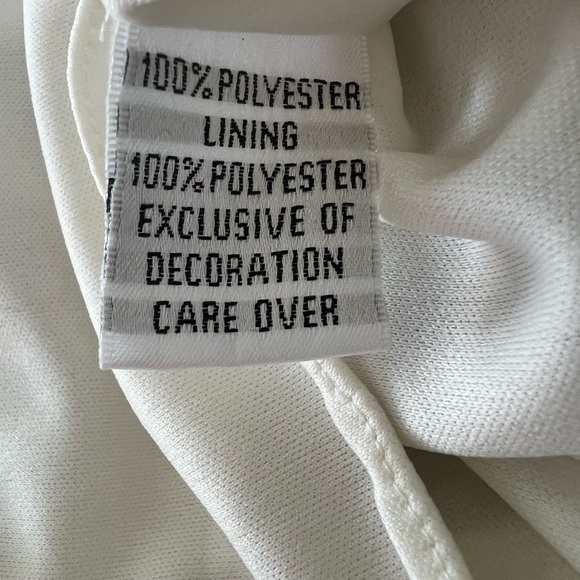 100% POLYESTER
LINING
100% POLYESTER
EXCLUSIVE OF
DECORATION
CARE OVER